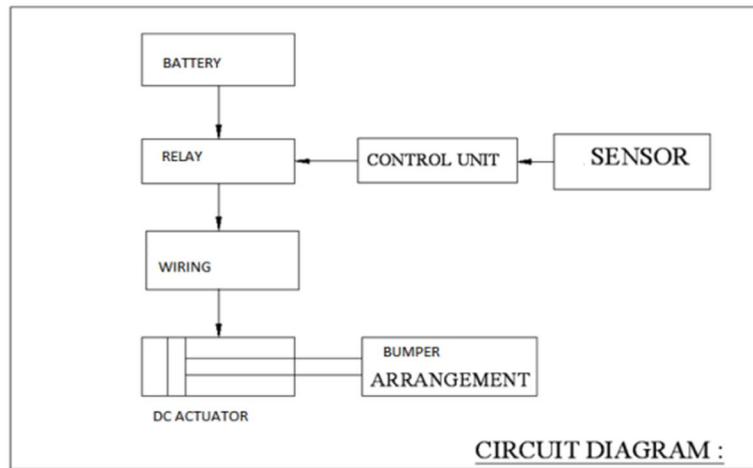 BATTERY
RELAY
CONTROL UNIT
SENSOR
WIRING
BUMPER
ARRANGEMENT
DC ACTUATOR
CIRCUIT DIAGRAM :